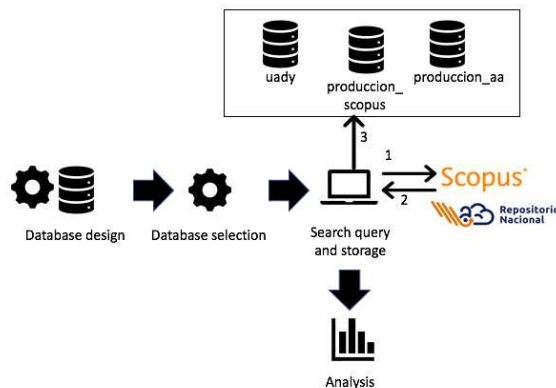 uady
produccion_
scopus
produccion_aa
3
1
2
Scopus
Repositorio
Nacional
Database design
Database selection
Search query
and storage
Analysis